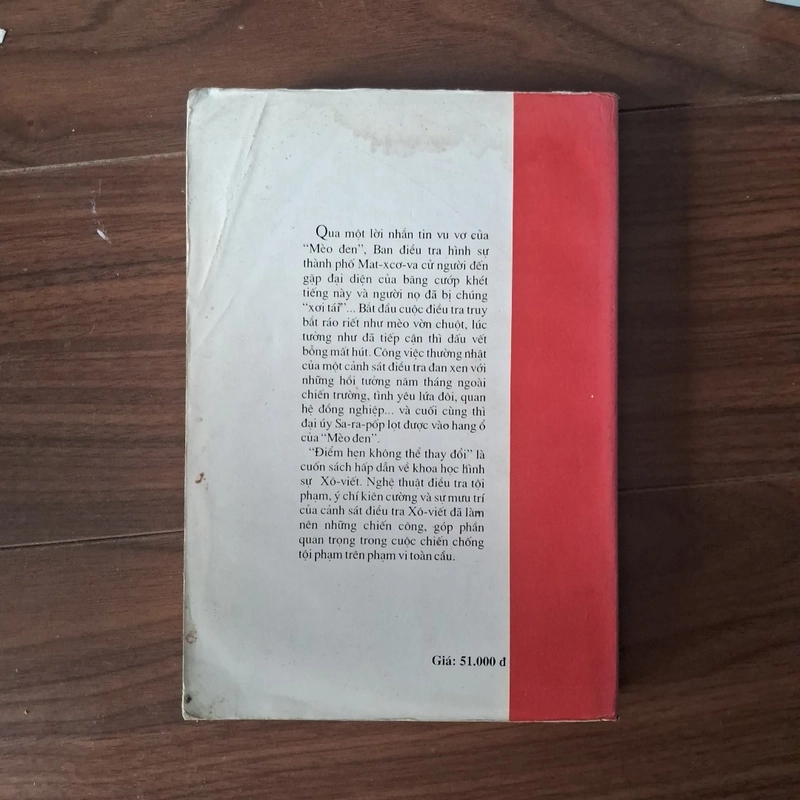 Qua một lời nhắn tin vu vơ của
"Mèo đen", Ban điều tra hình sự
thành phố Mat-xcơ-va cử người đến
gặp đại diện của băng cướp khét
tiếng này và người nọ đã bị chúng
"xơi tái"... Bắt đầu cuộc điều tra truy
bắt ráo riết như mèo vờn chuột, lúc
tưởng như đã tiếp cận thì dấu vết
bỗng mất hút. Công việc thường nhật
của một cảnh sát điều tra đan xen với
những hồi tưởng năm tháng ngoài
chiến trường, tình yêu lứa đôi, quan
hệ đồng nghiệp... và cuối cùng thì
đại úy Sa-ra-pốp lọt được vào hang ổ
của "Mèo đen".
"Điểm hẹn không thể thay đổi" là
cuốn sách hấp dẫn về khoa học hình
sự Xô-viết. Nghệ thuật điều tra tội
phạm, ý chí kiên cường và sự mưu trí
của cảnh sát điều tra Xô-viết đã làm
nên những chiến công, góp phần
quan trọng trong cuộc chiến chống
tội phạm trên phạm vi toàn cầu.
Giá: 51.000 đ